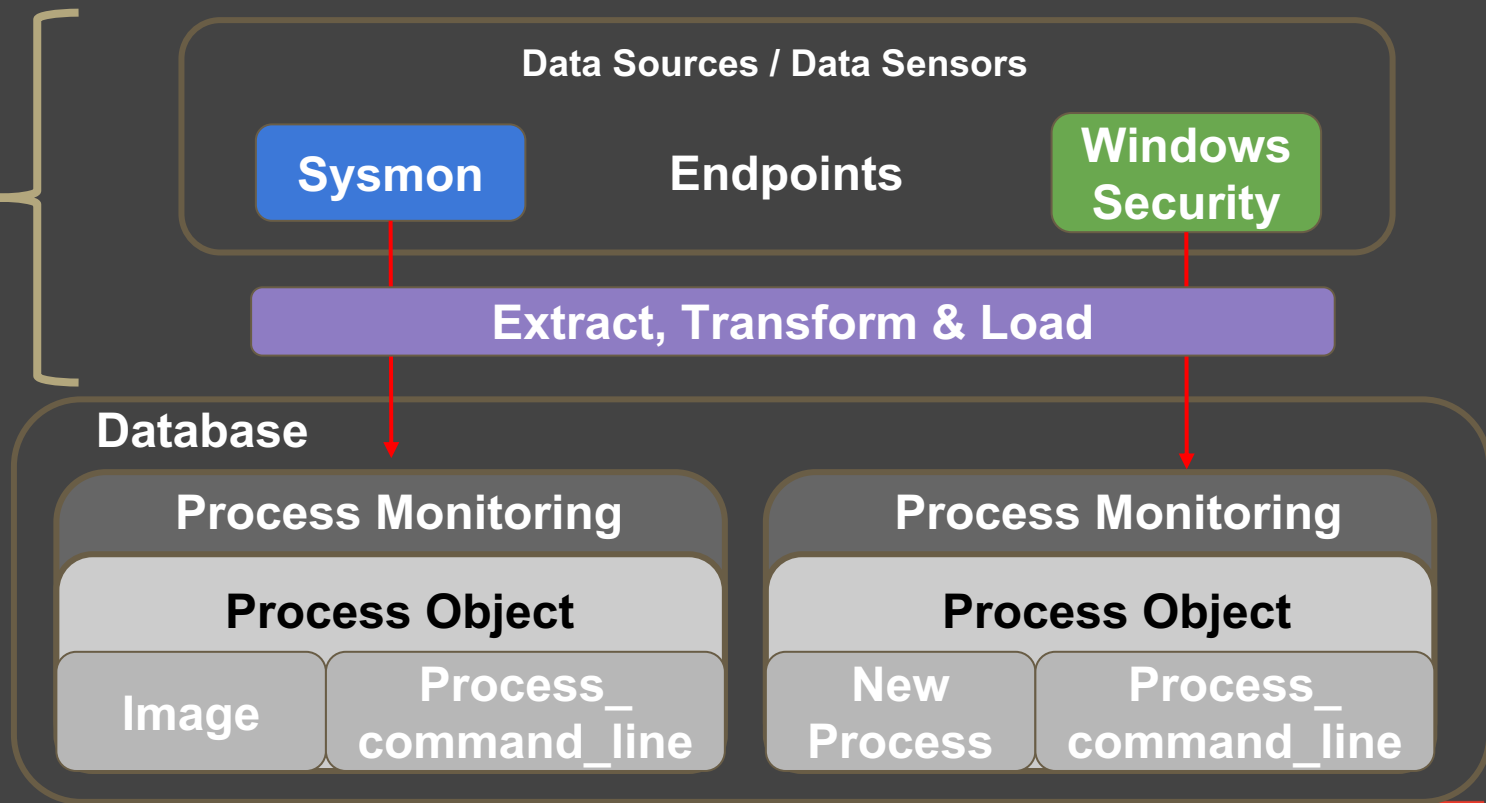 Data Sources / Data Sensors
Sysmon
Endpoints
Windows
Security
Extract, Transform & Load
Database
Process Monitoring
Process Monitoring
Process Object
Process Object
Image
Process_
command_line
New
Process
Process_
command_line